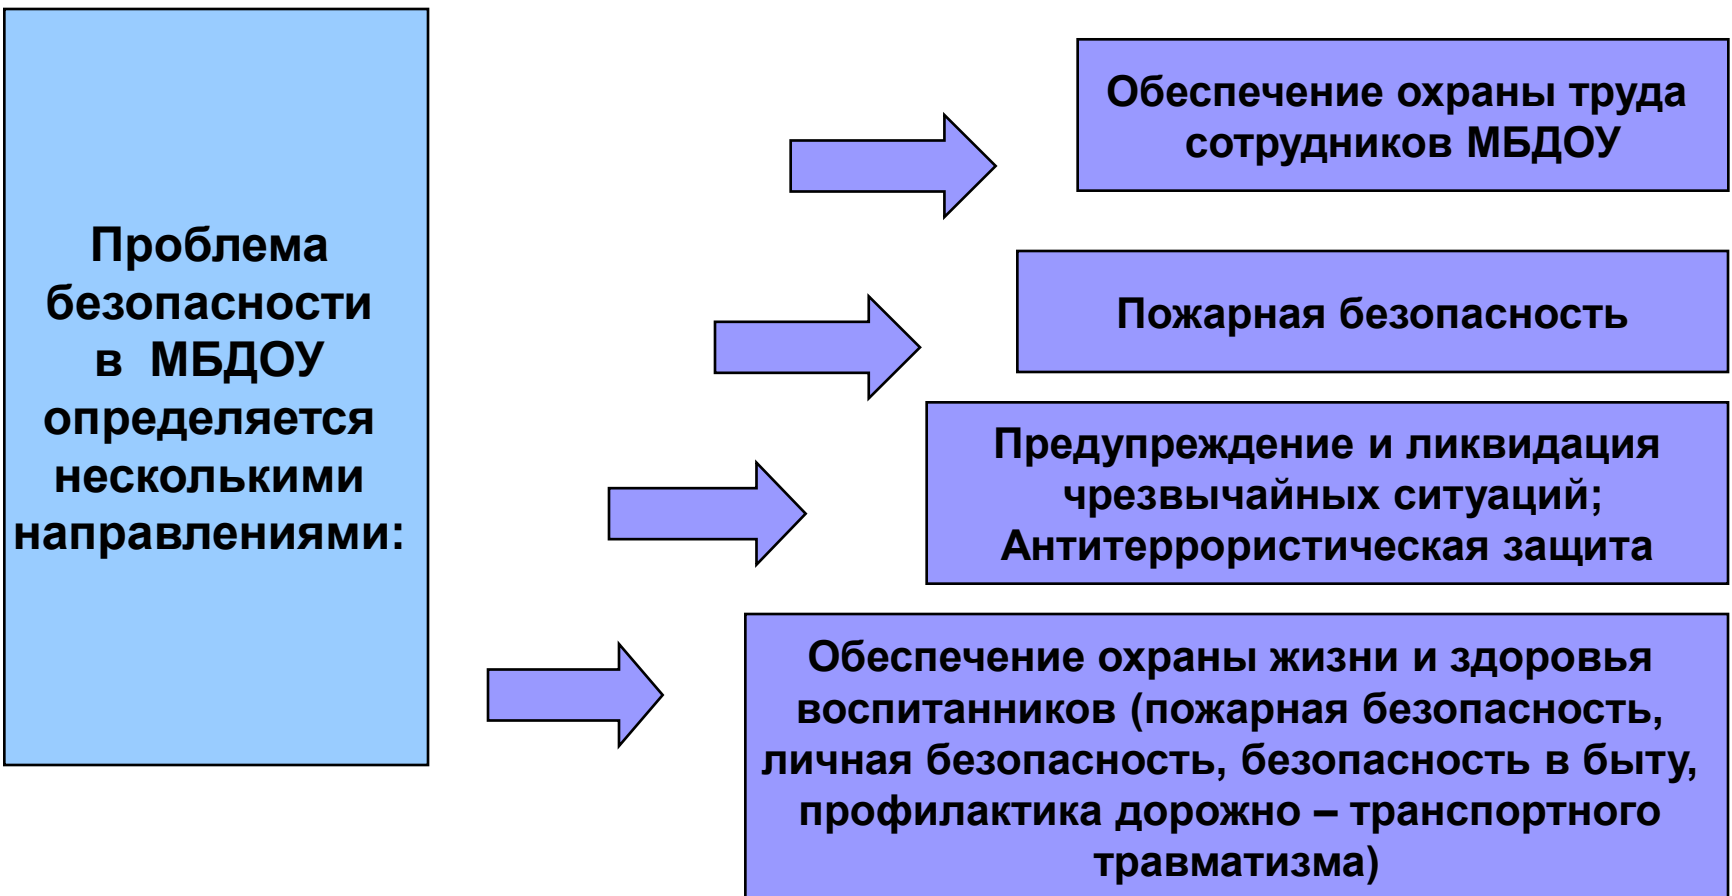 Проблема
безопасности
в МБДОУ
определяется
несколькими
направлениями:
Обеспечение охраны труда
сотрудников МБДОУ
Пожарная безопасность
Предупреждение и ликвидация
чрезвычайных ситуаций;
Антитеррористическая защита
Обеспечение охраны жизни и здоровья
воспитанников (пожарная безопасность,
личная безопасность, безопасность в быту,
профилактика дорожно – транспортного
травматизма)